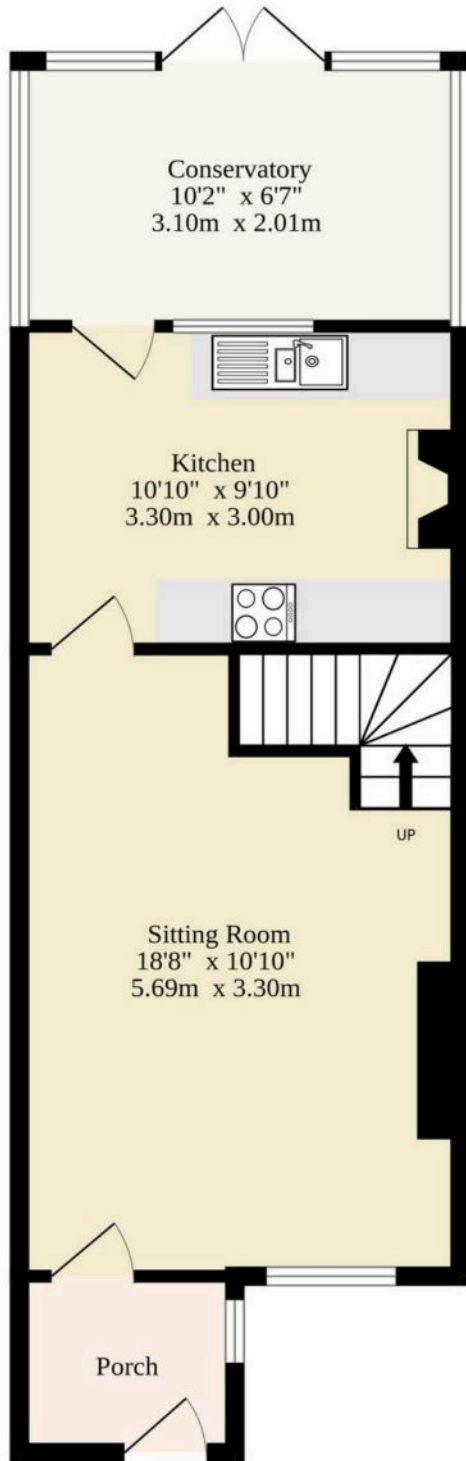 Conservatory
10'2" x 6'7"
3.10m x 2.01m
Kitchen
10'10" x 9'10"
3.30m x 3.00m
UP
Sitting Room
18'8" x 10'10"
5.69m x 3.30m
Porch